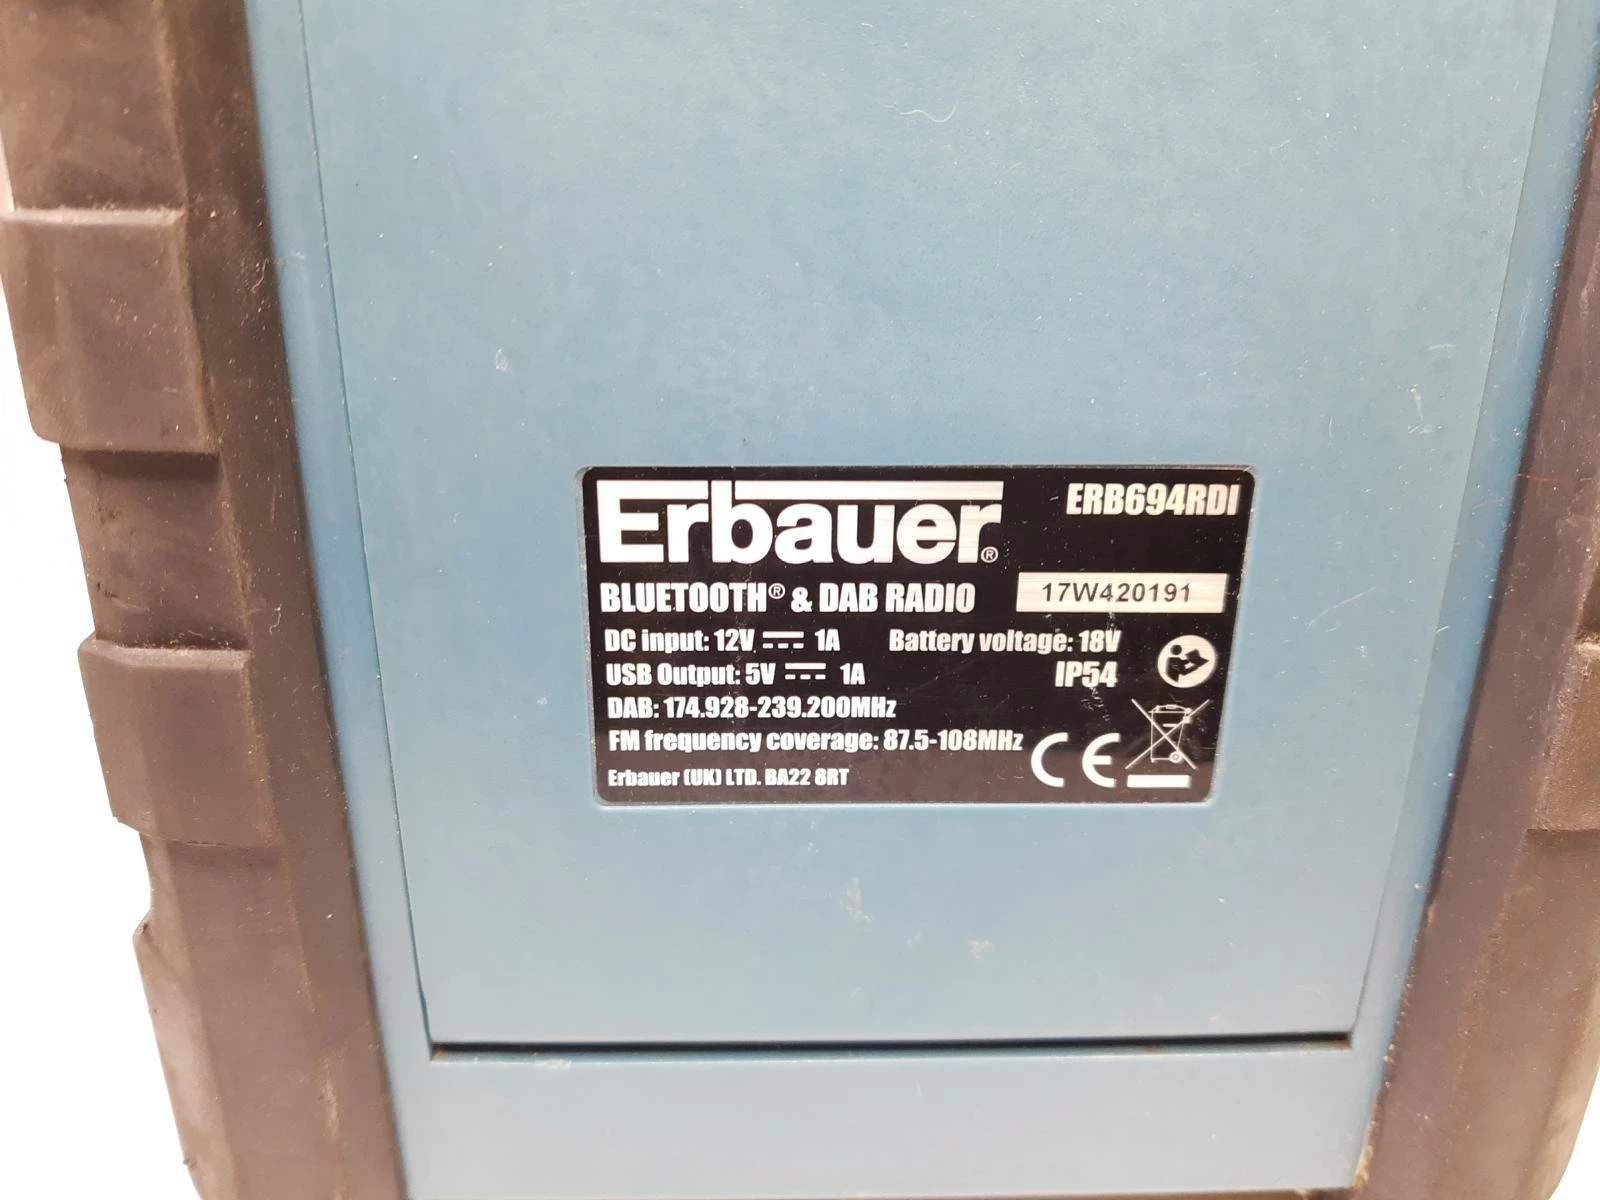 Erbauer®
ERB694RDI
BLUETOOTH® & DAB RADIO
17W420191
DC input: 12V ⎓ 1A
Battery voltage: 18V
USB Output: 5V ⎓ 1A
IP54
DAB: 174.928-239.200MHz
FM frequency coverage: 87.5-108MHz
CE
Erbauer (UK) LTD. BA22 8RT